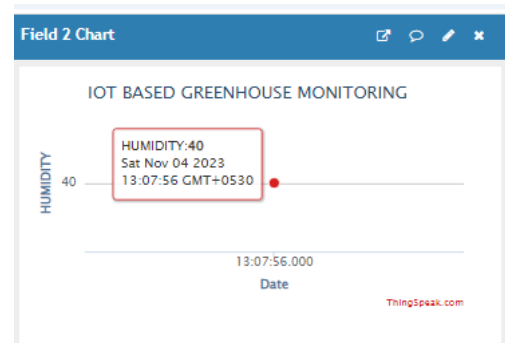 Field 2 Chart
IOT BASED GREENHOUSE MONITORING
HUMIDITY:40
Sat Nov 04 2023
13:07:56 GMT+0530
HUMIDITY
40
13:07:56.000
Date
ThingSpeak.com